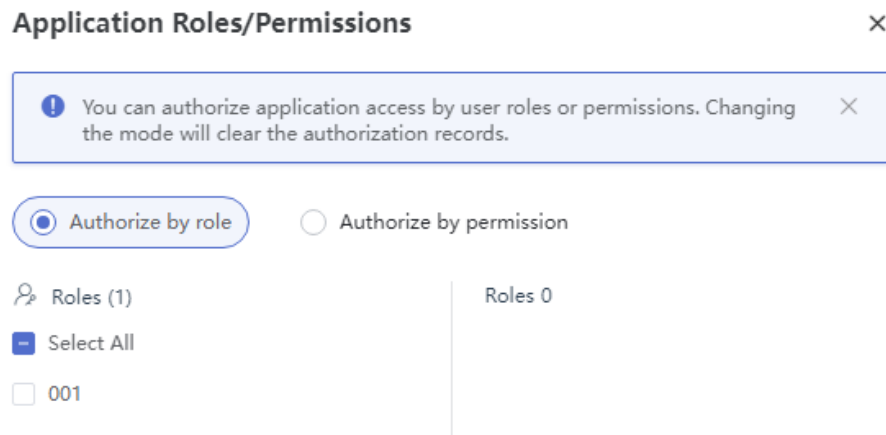 Application Roles/Permissions
You can authorize application access by user roles or permissions. Changing
the mode will clear the authorization records.
Authorize by role
Authorize by permission
Roles (1)
Roles 0
Select All
001